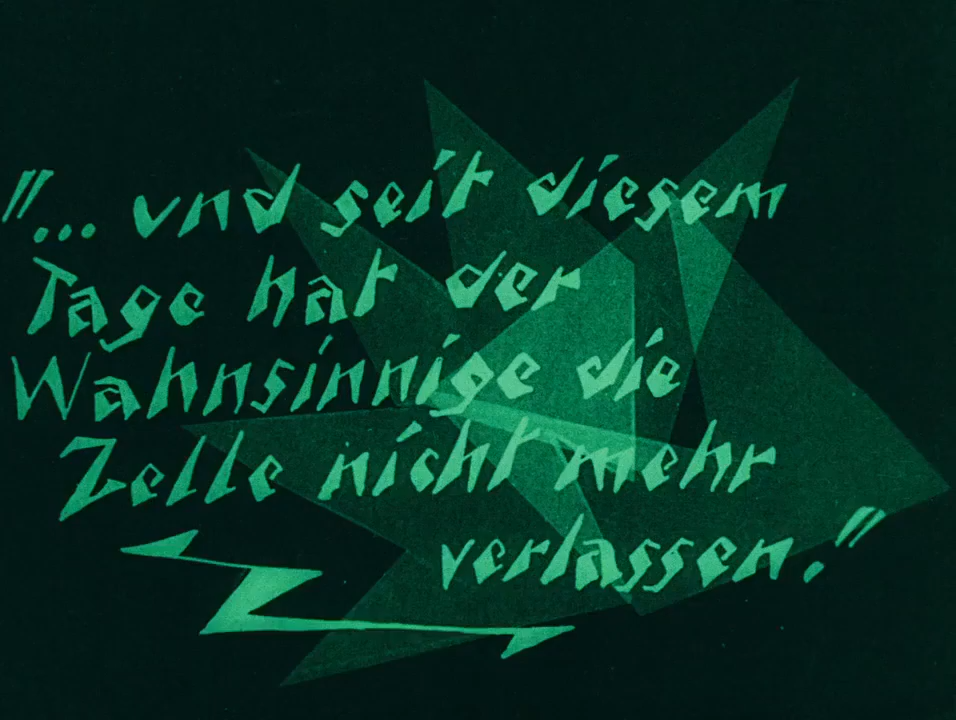 "... und seit diesem
Tage hat der
Wahnsinnige die
Zelle nicht mehr
verlassen."